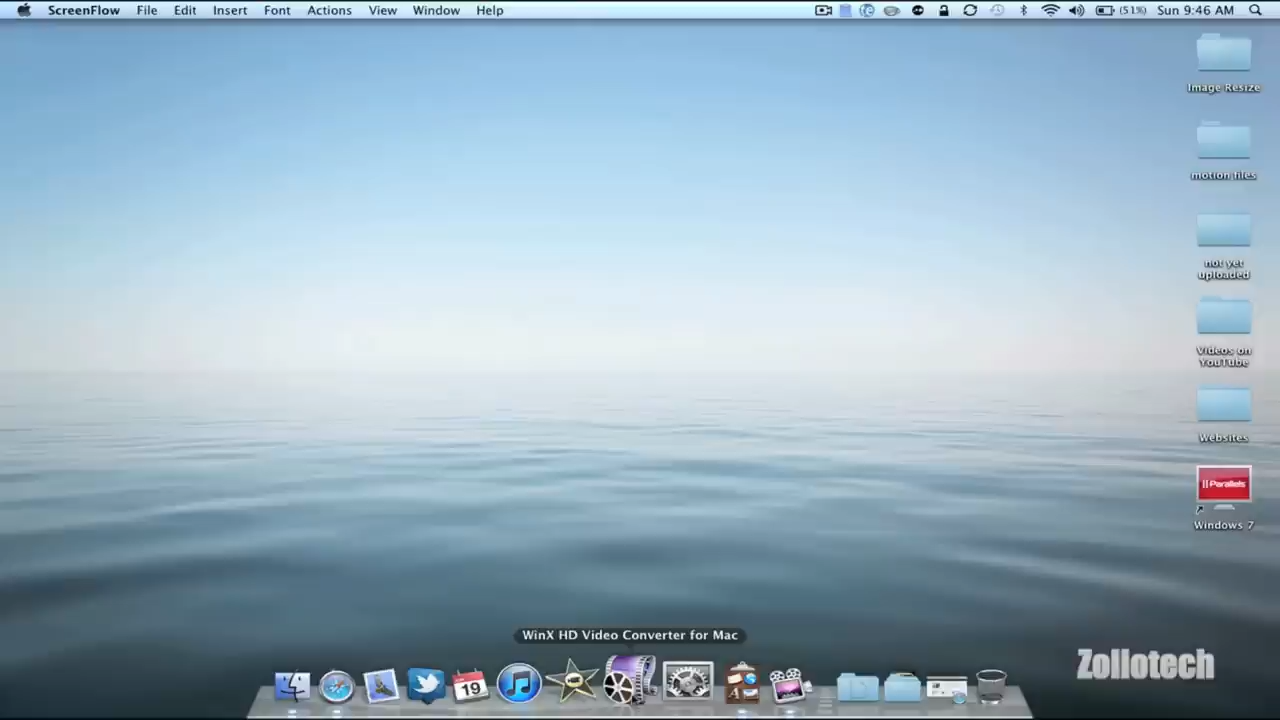 ScreenFlow File Edit Insert Font Actions View Window Help (51%) Sun 9:46 AM
Image Resize
motion files
not yet
uploaded
Videos on
YouTube
Websites
Parallels
Windows 7
WinX HD Video Converter for Mac
19
Zollotech